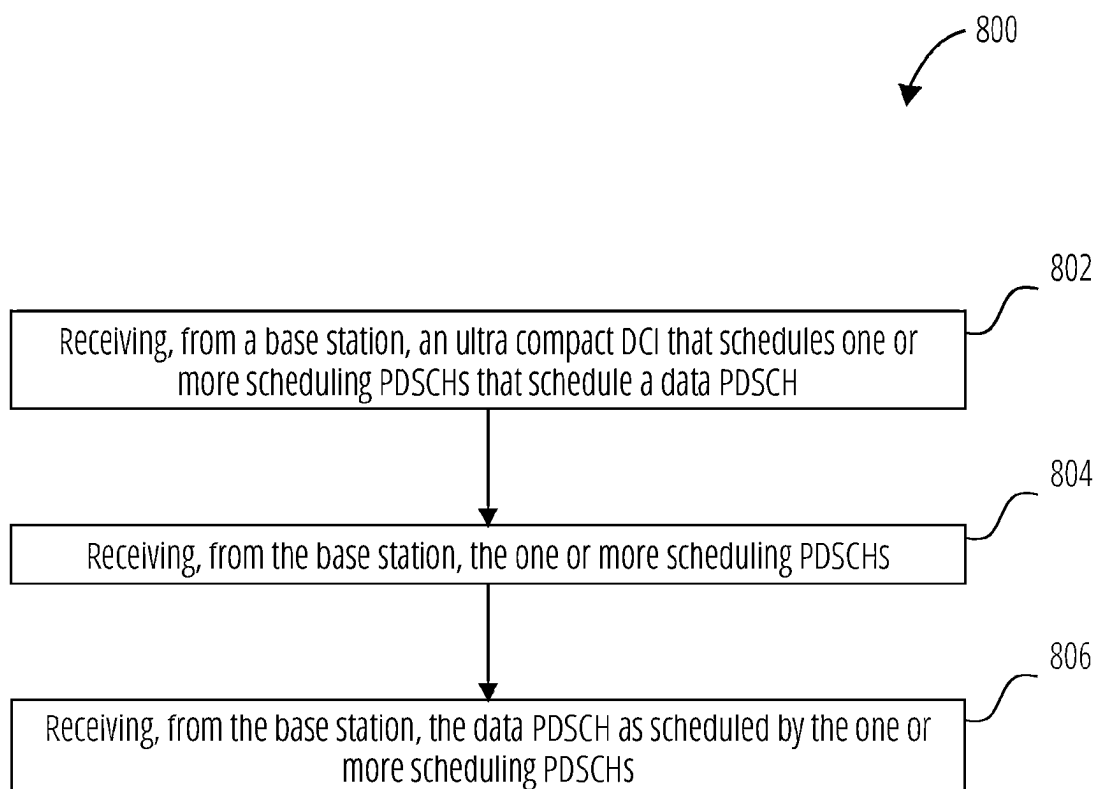 800
802
Receiving, from a base station, an ultra compact DCI that schedules one or
more scheduling PDSCHs that schedule a data PDSCH
804
Receiving, from the base station, the one or more scheduling PDSCHs
806
Receiving, from the base station, the data PDSCH as scheduled by the one or
more scheduling PDSCHs